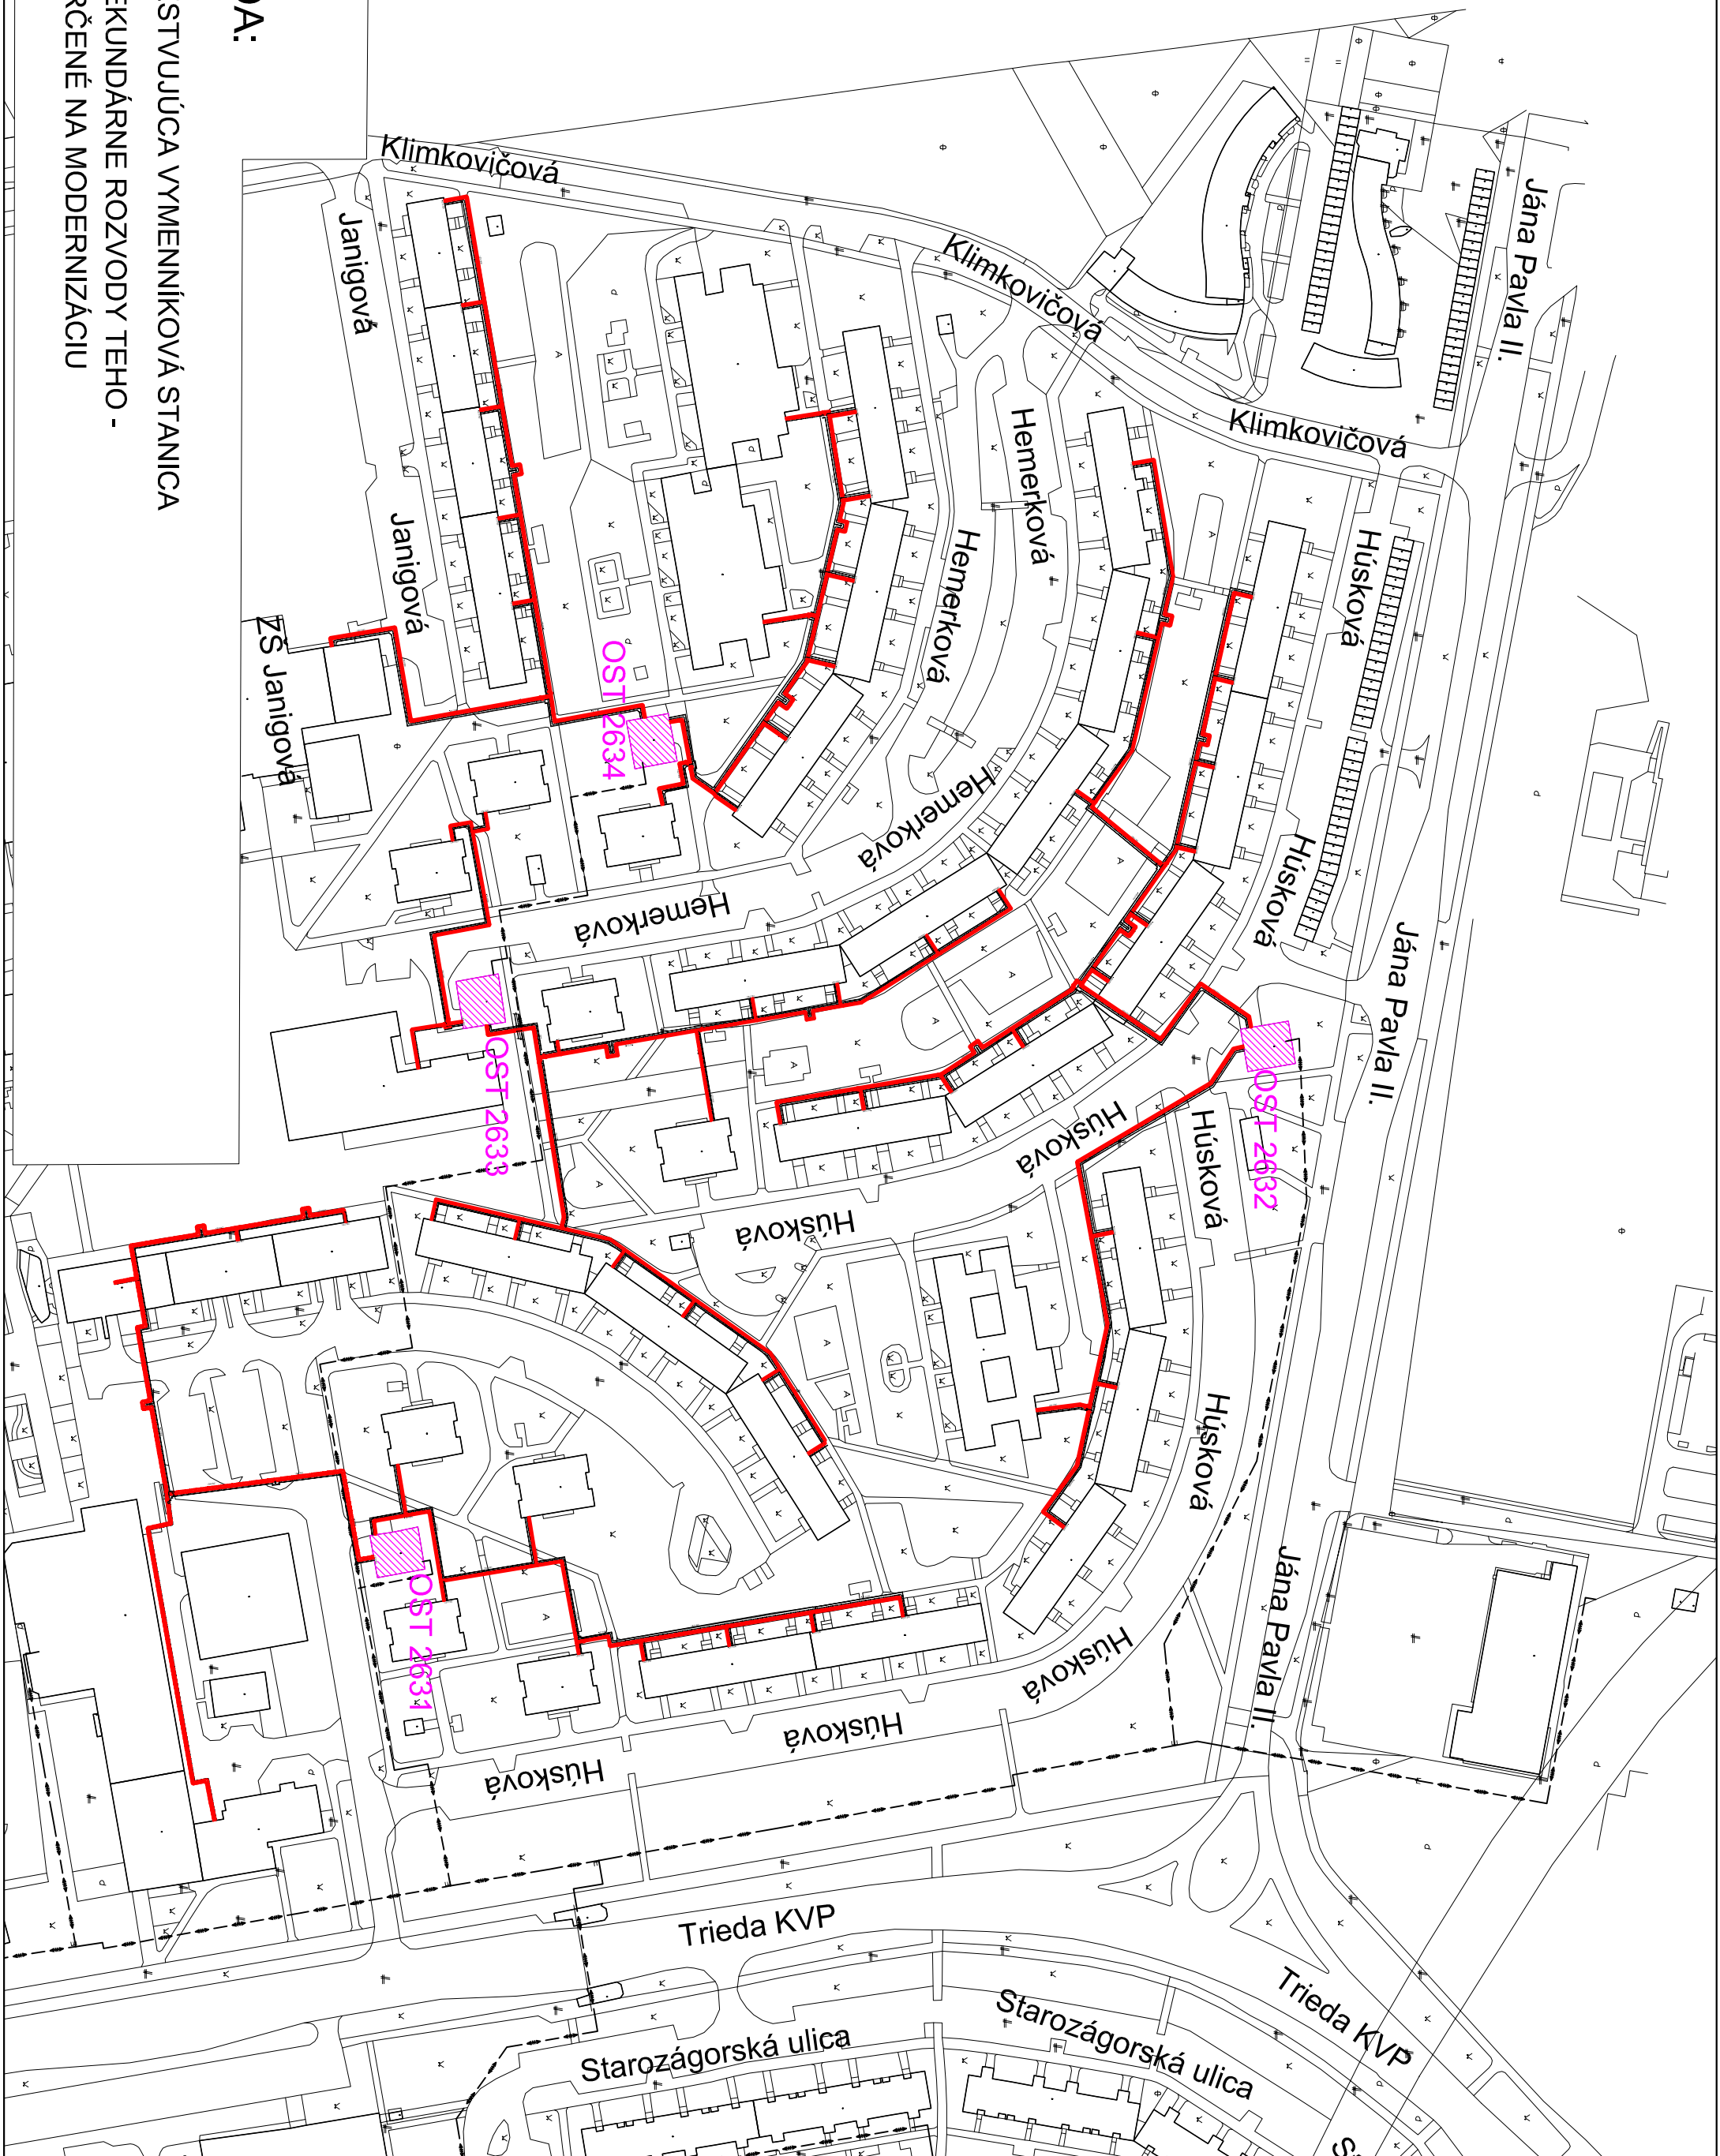 DA:
STVUJÚCA VYMENNÍKOVÁ STANICA
EKUNDÁRNE ROZVODY TEHO -
RČENÉ NA MODERNIZÁCIU
Klimkovičová
Klimkovičová
Klimkovičová
Jána Pavla II.
Jána Pavla II.
Jána Pavla II.
Janigová
Janigová
ZŠ Janigová
Hemerková
Hemerková
Hemerková
Hemerková
Húskova
Húsková
Húsková
Húsková
Húsková
Húsková
Húsková
Húsková
Húsková
Húsková
OST 2634
OST 2633
OST 2632
OST 2631
Trieda KVP
Trieda KVP
Starozágorská ulica
Starozágorská ulica